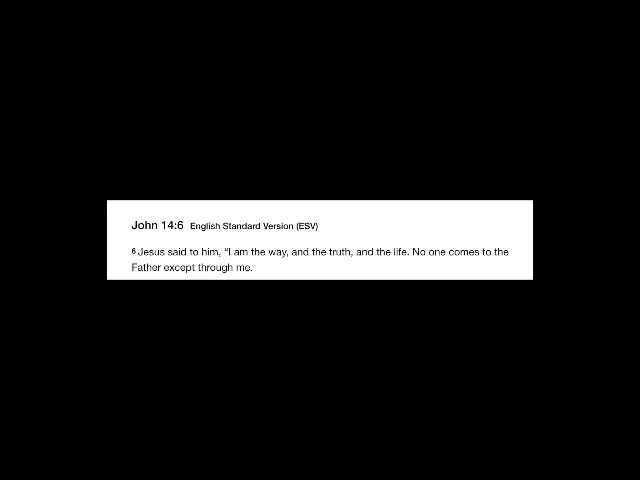 John 14:6 English Standard Version (ESV)
6 Jesus said to him, “I am the way, and the truth, and the life. No one comes to the
Father except through me.